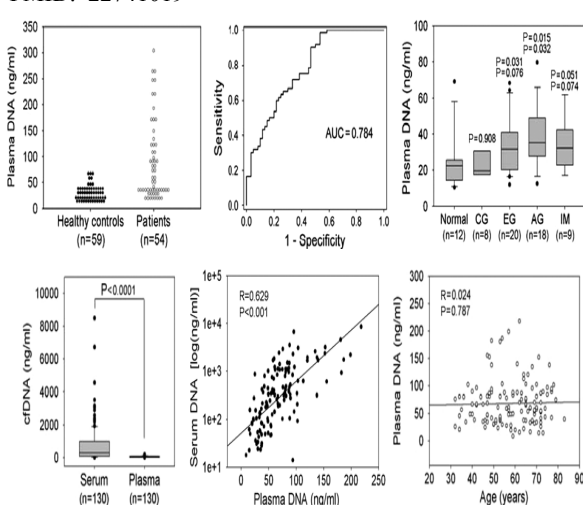 350
300
250
200
150
100
50
0
Plasma DNA (ng/ml)
Healthy controls
(n=59)
Patients
(n=54)
1.0
0.8
0.6
0.4
0.2
0.0
Sensitivity
AUC = 0.784
0.0 0.2 0.4 0.6 0.8 1.0
1 - Specificity
100
80
60
40
20
0
Plasma DNA (ng/ml)
P=0.908
P=0.031
P=0.076
P=0.015
P=0.032
P=0.051
P=0.074
Normal CG EG AG IM
(n=12) (n=8) (n=20) (n=18) (n=9)
10000
8000
6000
4000
2000
0
cfDNA (ng/ml)
P<0.0001
Serum
(n=130)
Plasma
(n=130)
1e+5
1e+4
1e+3
1e+2
1e+1
Serum DNA [log(ng/ml)]
R=0.629
P<0.001
0 50 100 150 200 250
Plasma DNA (ng/ml)
300
250
200
150
100
50
0
Plasma DNA (ng/ml)
R=0.024
P=0.787
20 30 40 50 60 70 80 90
Age (years)